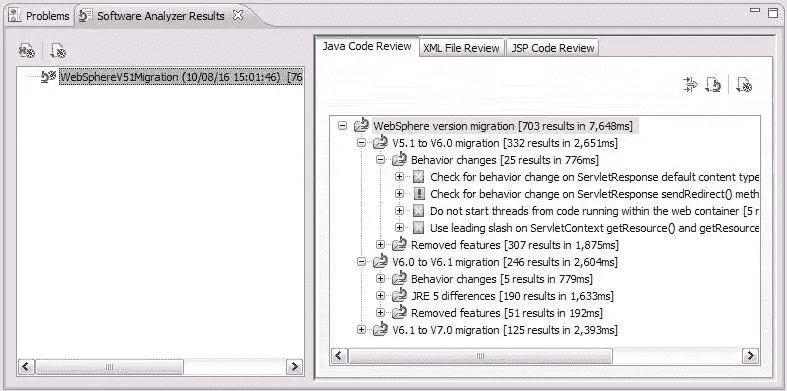 Problems
Software Analyzer Results
WebSphereV51Migration (10/08/16 15:01:46) [76
Java Code Review
XML File Review
JSP Code Review
WebSphere version migration [703 results in 7,648ms]
V5.1 to V6.0 migration [332 results in 2,651ms]
Behavior changes [25 results in 776ms]
Check for behavior change on ServletResponse default content type
Check for behavior change on ServletResponse sendRedirect() meth
Do not start threads from code running within the web container [5 r
Use leading slash on ServletContext getResource() and getResource
Removed features [307 results in 1,875ms]
V6.0 to V6.1 migration [246 results in 2,604ms]
Behavior changes [5 results in 779ms]
JRE 5 differences [190 results in 1,633ms]
Removed features [51 results in 192ms]
V6.1 to V7.0 migration [125 results in 2,393ms]